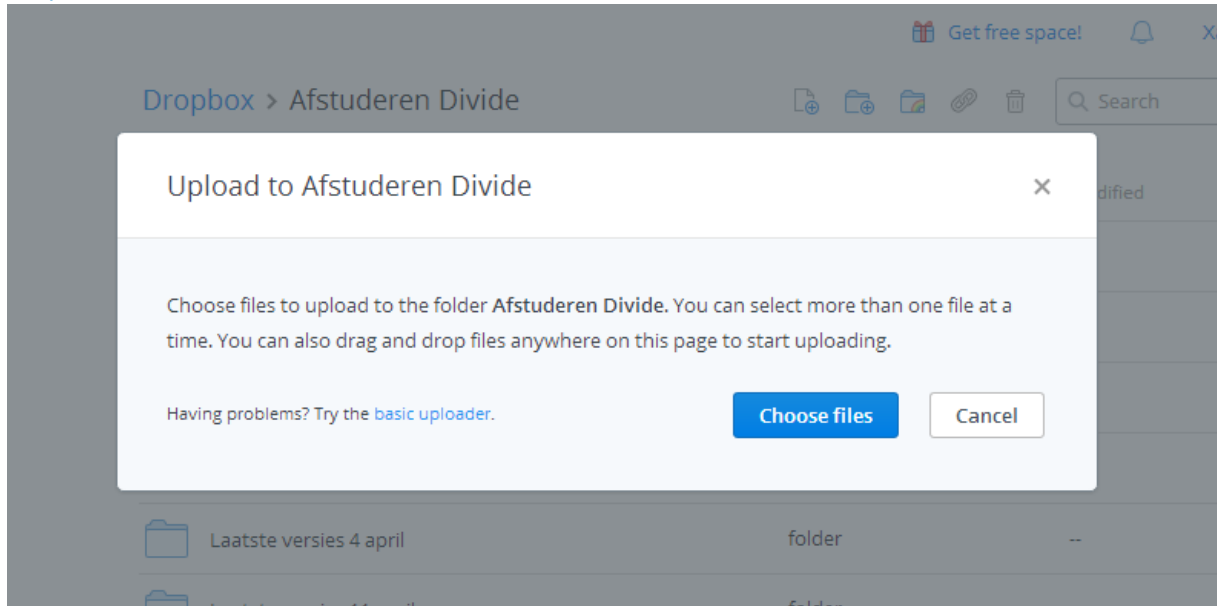 Get free space!
Dropbox > Afstuderen Divide
Search
Upload to Afstuderen Divide
Choose files to upload to the folder Afstuderen Divide. You can select more than one file at a
time. You can also drag and drop files anywhere on this page to start uploading.
Having problems? Try the basic uploader.
Choose files
Cancel
Laatste versies 4 april
folder
--